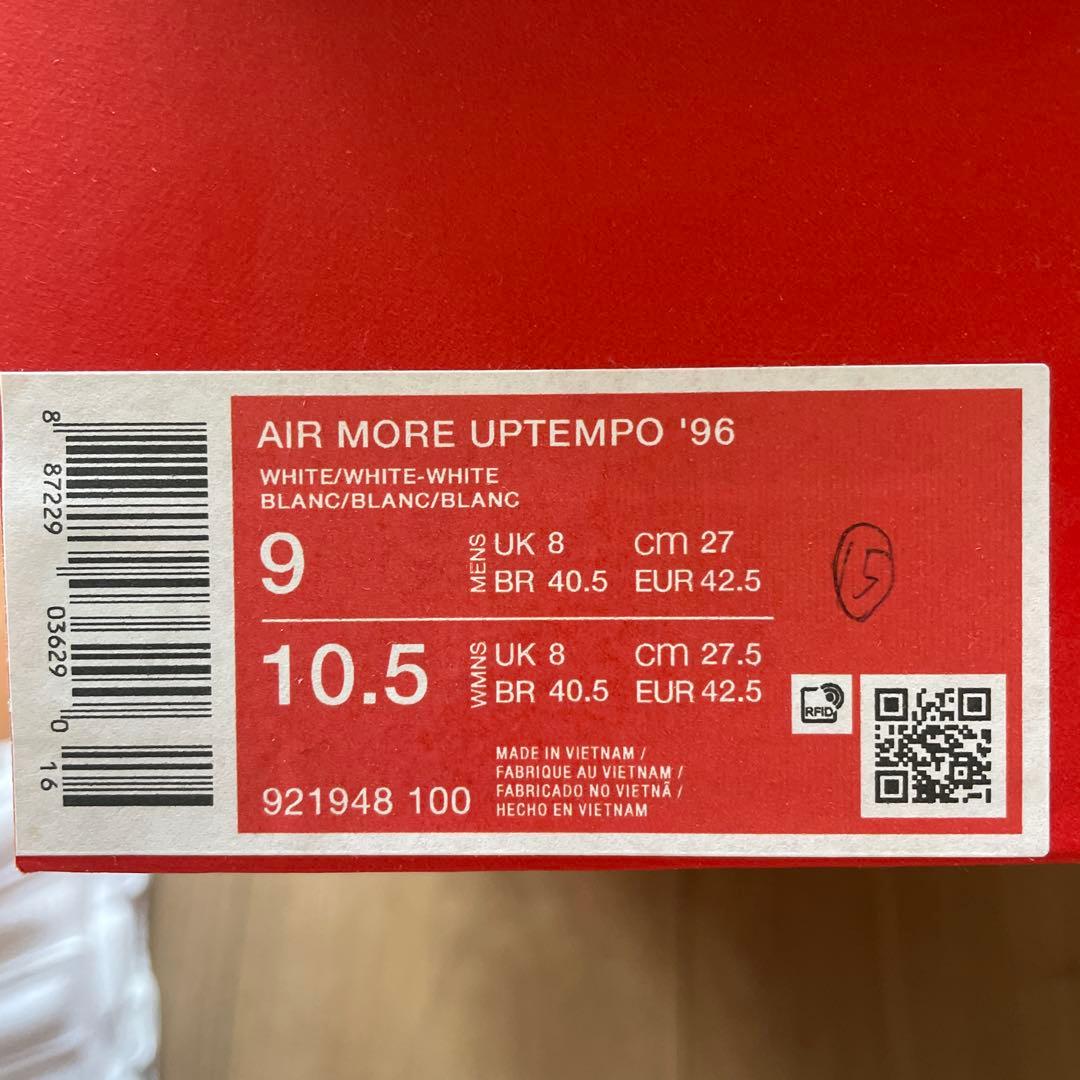 AIR MORE UPTEMPO '96
WHITE/WHITE-WHITE
BLANC/BLANC/BLANC
9 MENS UK 8 cm 27
BR 40.5 EUR 42.5
15
10.5 WMNS UK 8 cm 27.5
BR 40.5 EUR 42.5
RFID
MADE IN VIETNAM /
FABRIQUE AU VIETNAM /
FABRICADO NO VIETNÃ /
HECHO EN VIETNAM
921948 100
8 87229 03629 0 16